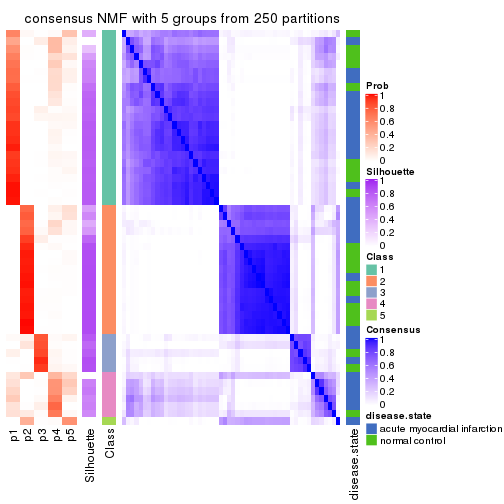 consensus NMF with 5 groups from 250 partitions
Prob
1
0.8
0.6
0.4
0.2
0
Silhouette
1
0.8
0.6
0.4
0.2
0
Class
1
2
3
4
5
Consensus
1
0.8
0.6
0.4
0.2
0
disease.state
acute myocardial infarction
normal control
p1
p2
p3
p4
p5
Silhouette
Class
disease.state